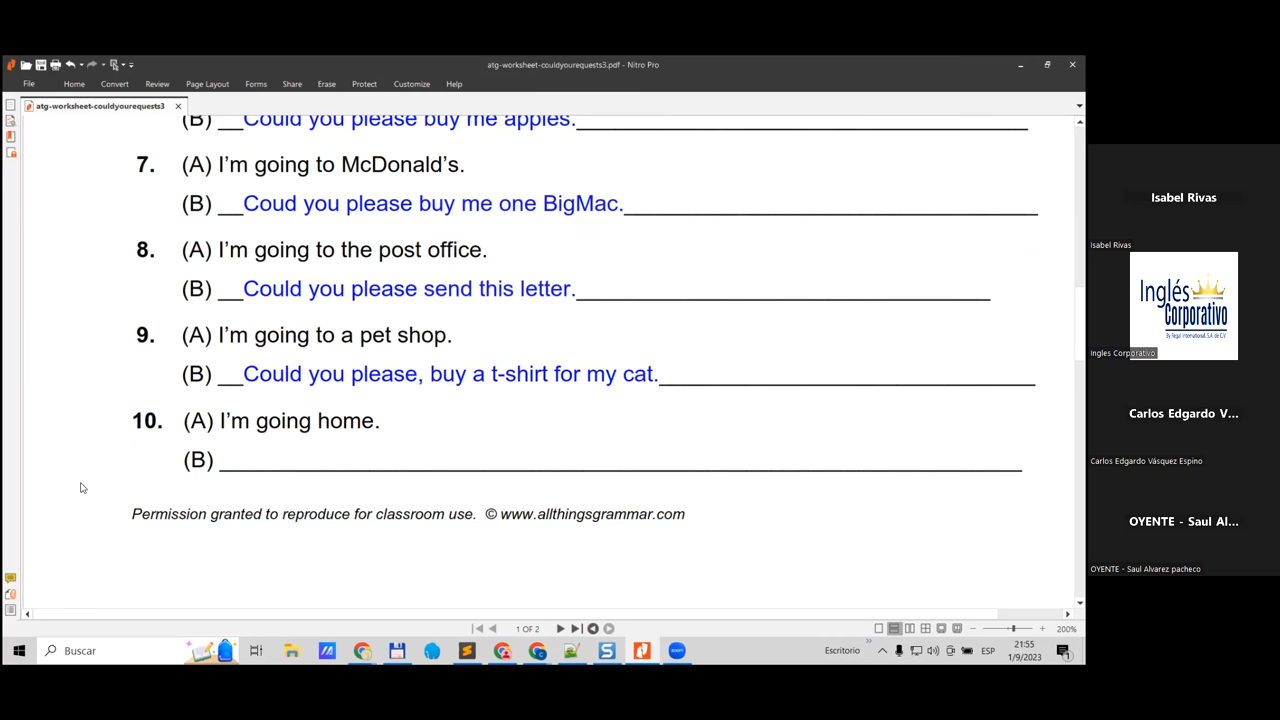 atg-worksheet-couldyourequests3.pdf - Nitro Pro
File Home Convert Review Page Layout Forms Share Erase Protect Customize Help
atg-worksheet-couldyourequests3
(B) __Could you please buy me apples.
7. (A) I'm going to McDonald's.
(B) __Coud you please buy me one BigMac.
8. (A) I'm going to the post office.
(B) __Could you please send this letter.
9. (A) I'm going to a pet shop.
(B) __Could you please, buy a t-shirt for my cat.
10. (A) I'm going home.
(B)
Permission granted to reproduce for classroom use. © www.allthingsgrammar.com
1 OF 2
200%
Buscar
Escritorio
ESP
21:55
1/9/2023
1
Isabel Rivas
Isabel Rivas
Inglés
Corporativo
By Regal International, S.A. de C.V.
Ingles Corporativo
Carlos Edgardo V...
Carlos Edgardo Vásquez Espino
OYENTE - Saul Al...
OYENTE - Saul Alvarez pacheco